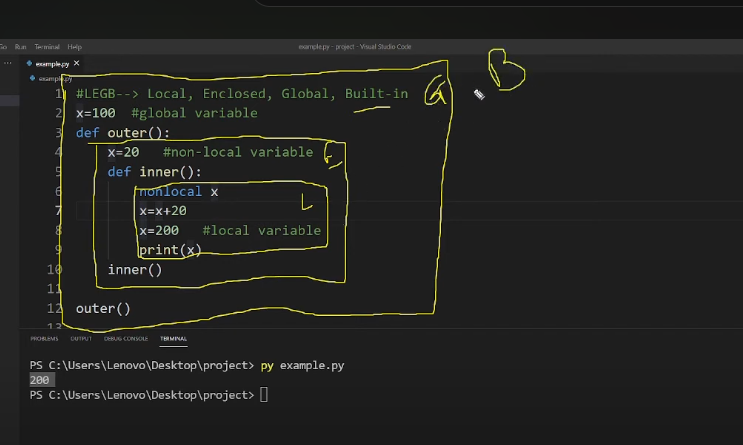 Go Run Terminal Help
example.py - project - Visual Studio Code
example.py
example.py
B
1 #LEGB--> Local, Enclosed, Global, Built-in
G
2 x=100 #global variable
3 def outer():
4 x=20 #non-local variable
E
5 def inner():
6 nonlocal x
7 x=x+20
L
8 x=200 #local variable
9 print(x)
10 inner()
11
12 outer()
13
PROBLEMS OUTPUT DEBUG CONSOLE TERMINAL
PS C:\Users\Lenovo\Desktop\project> py example.py
200
PS C:\Users\Lenovo\Desktop\project>